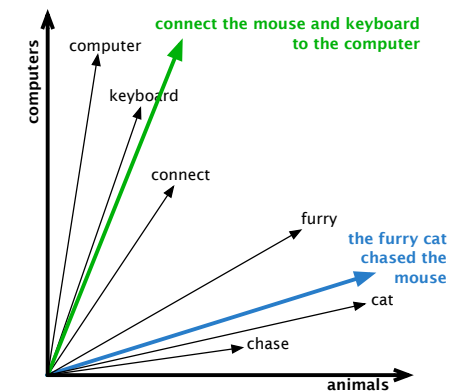 connect the mouse and keyboard
to the computer
computer
computers
keyboard
connect
furry
the furry cat
chased the
mouse
cat
chase
animals